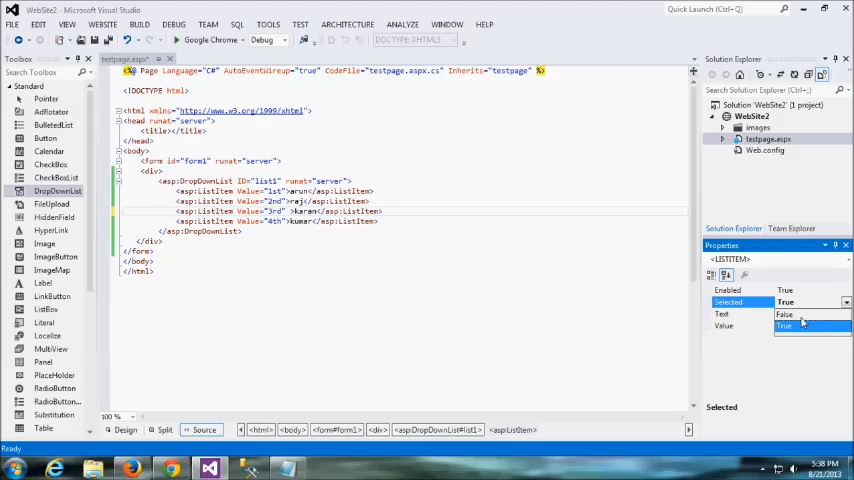 WebSite2 - Microsoft Visual Studio
Quick Launch (Ctrl+Q)
FILE EDIT VIEW WEBSITE BUILD DEBUG TEAM SQL TOOLS TEST ARCHITECTURE ANALYZE WINDOW HELP
Google Chrome Debug DOCTYPE: XHTML5
Toolbox
Search Toolbox
Standard
Pointer
AdRotator
BulletedList
Button
Calendar
CheckBox
CheckBoxList
DropDownList
FileUpload
HiddenField
HyperLink
Image
ImageButton
ImageMap
Label
LinkButton
ListBox
Literal
Localize
MultiView
Panel
PlaceHolder
RadioButton
RadioButtonList
Substitution
Table
testpage.aspx*
<%@ Page Language="C#" AutoEventWireup="true" CodeFile="testpage.aspx.cs" Inherits="testpage" %>
<!DOCTYPE html>
<html xmlns="http://www.w3.org/1999/xhtml">
<head runat="server">
<title></title>
</head>
<body>
<form id="form1" runat="server">
<div>
<asp:DropDownList ID="list1" runat="server">
<asp:ListItem Value="1st">arun</asp:ListItem>
<asp:ListItem Value="2nd">raj</asp:ListItem>
<asp:ListItem Value="3rd" >karan</asp:ListItem>
<asp:ListItem Value="4th">kumar</asp:ListItem>
</asp:DropDownList>
</div>
</form>
</body>
</html>
100 %
Design Split Source <html> <body> <form#form1> <div> <asp:DropDownList#list1> <asp:ListItem>
Solution Explorer
Search Solution Explorer (Ctrl+;)
Solution 'WebSite2' (1 project)
WebSite2
images
testpage.aspx
Web.config
Solution Explorer Team Explorer
Properties
<LISTITEM>
Enabled True
Selected True
Text False
Value True
Selected
Ready
5:38 PM
8/21/2013